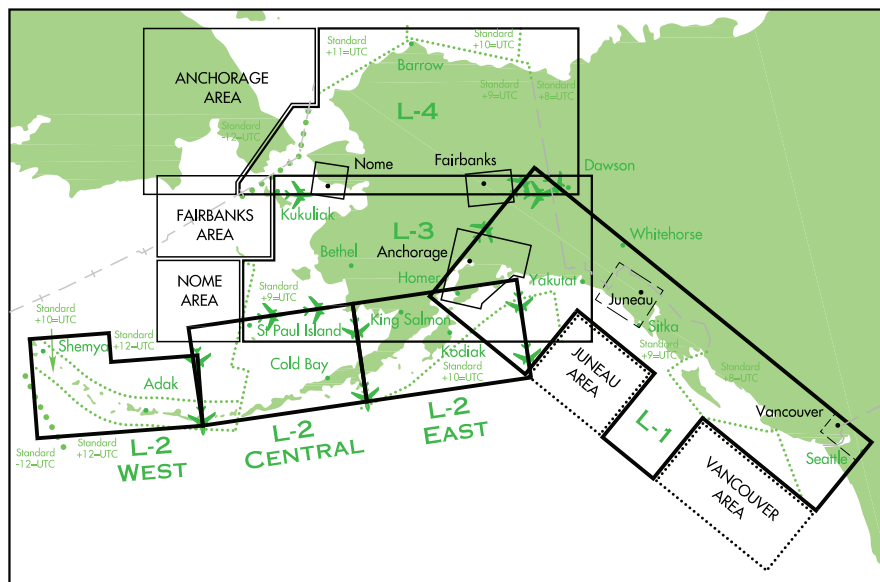 Standard
+11=UTC
Standard
+10=UTC
Barrow
ANCHORAGE
AREA
Standard
+9=UTC
Standard
+8=UTC
L-4
Standard
-12=UTC
Nome
Fairbanks
Dawson
Kukuliak
FAIRBANKS
AREA
L-3
Anchorage
Whitehorse
Bethel
Homer
Yakutat
NOME
AREA
Standard
+9=UTC
Juneau
Standard
+10=UTC
Standard
+12=UTC
St Paul Island
King Salmon
Sitka
Shemya
Kodiak
Standard
+9=UTC
Cold Bay
Standard
+10=UTC
JUNEAU
AREA
Standard
+8=UTC
Adak
L-2
EAST
L-1
Vancouver
L-2
CENTRAL
L-2
WEST
Standard
+12=UTC
Standard
-12=UTC
Seattle
VANCOUVER
AREA